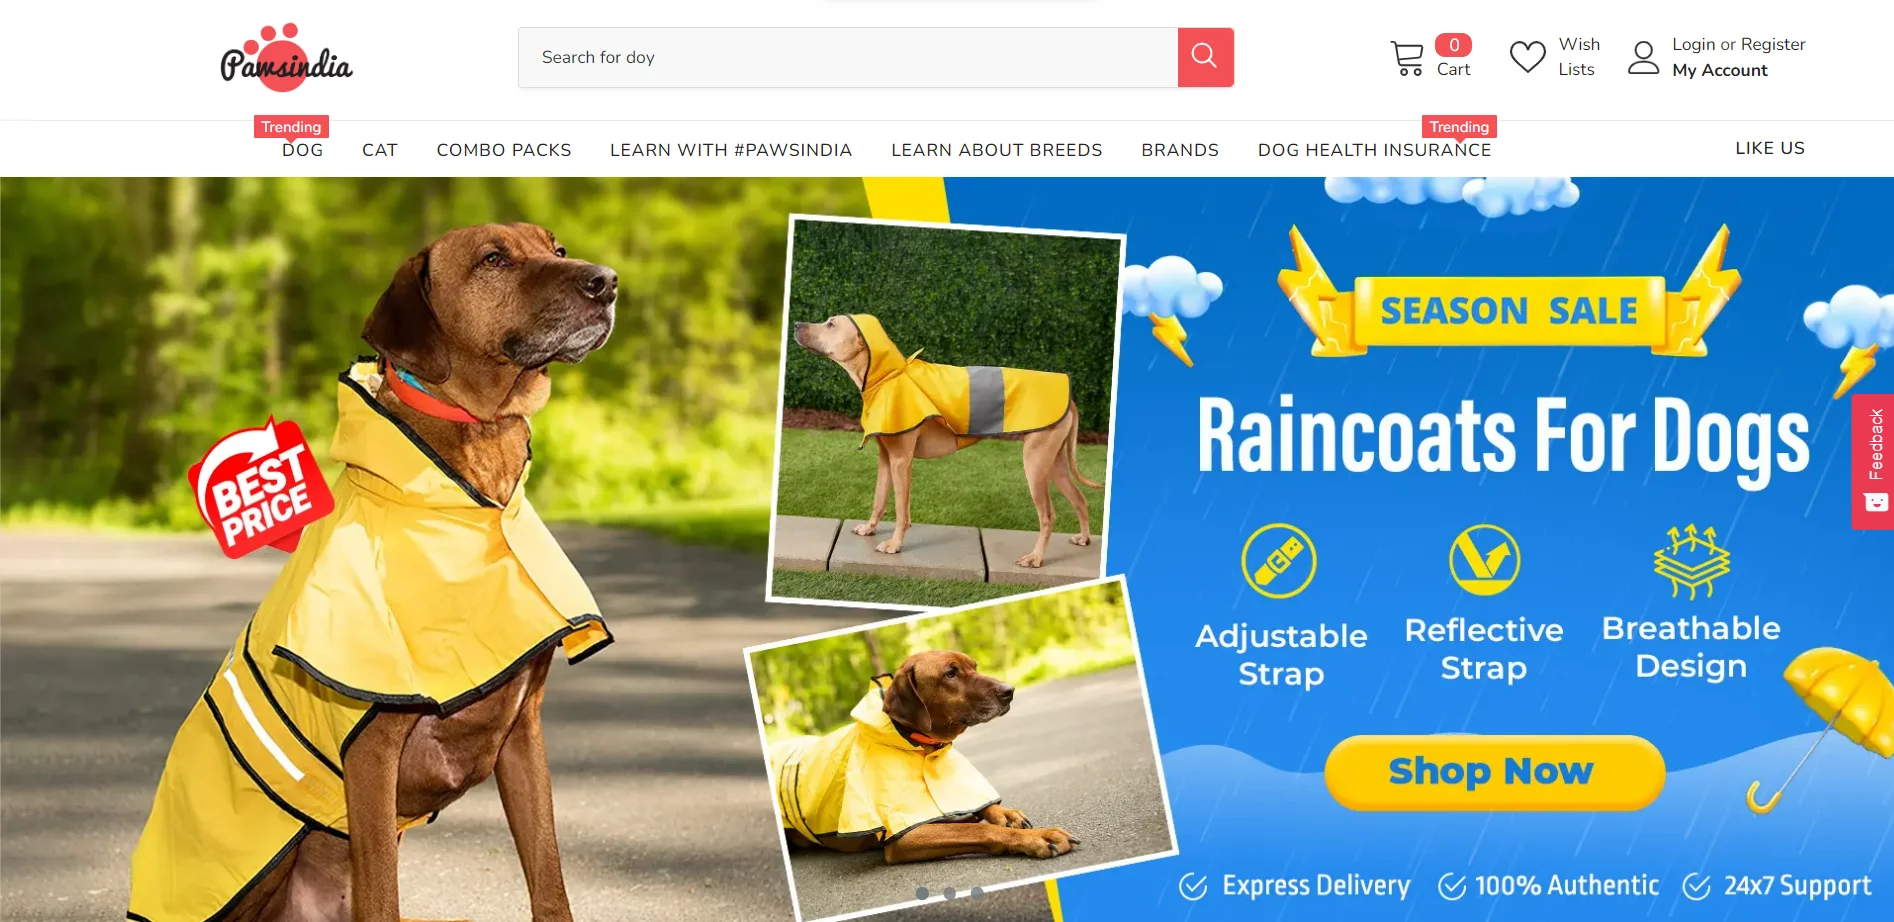 Pawsindia
Search for doy
0
Cart
Wish
Lists
Login or Register
My Account
Trending
Trending
DOG
CAT
COMBO PACKS
LEARN WITH #PAWSINDIA
LEARN ABOUT BREEDS
BRANDS
DOG HEALTH INSURANCE
LIKE US
BEST
PRICE
SEASON SALE
Raincoats For Dogs
Adjustable
Strap
Reflective
Strap
Breathable
Design
Shop Now
Express Delivery
100% Authentic
24x7 Support
Feedback